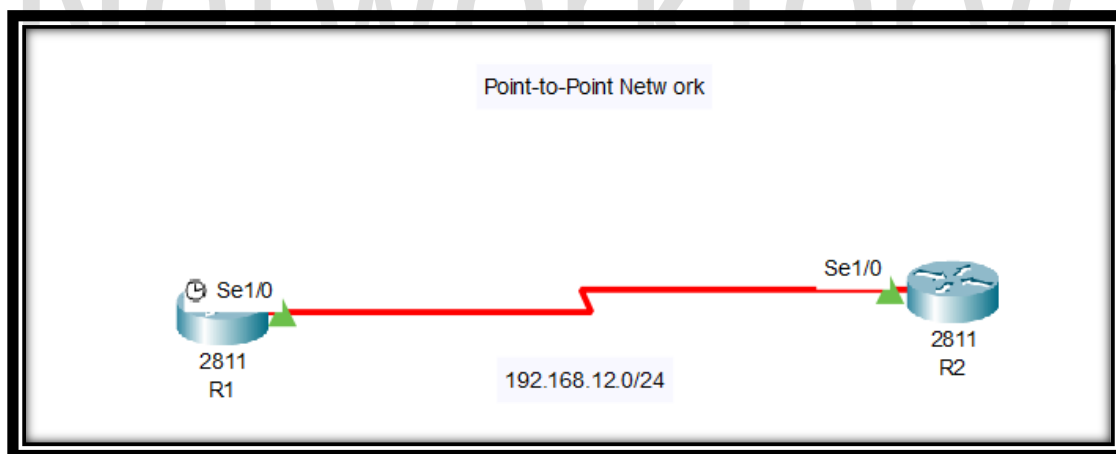 Point-to-Point Netw ork
Se1/0
Se1/0
2811
R2
2811
R1
192.168.12.0/24